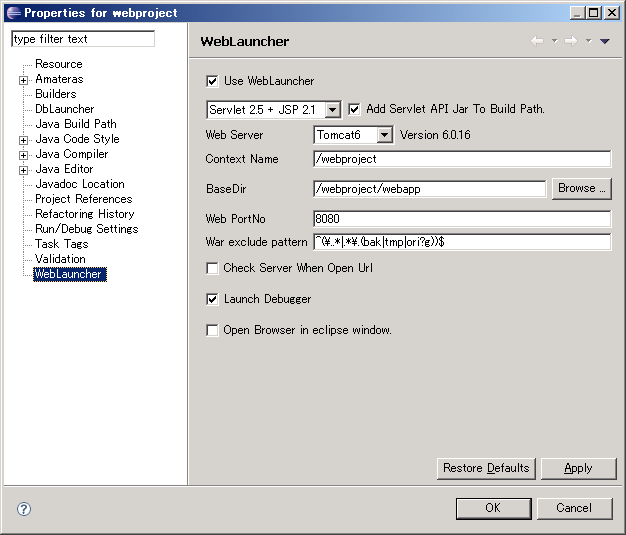 Properties for webproject
type filter text
WebLauncher
Resource
Amateras
Builders
DbLauncher
Java Build Path
Java Code Style
Java Compiler
Java Editor
Javadoc Location
Project References
Refactoring History
Run/Debug Settings
Task Tags
Validation
WebLauncher
Use WebLauncher
Servlet 2.5 + JSP 2.1 Add Servlet API Jar To Build Path.
Web Server Tomcat6 Version 6.0.16
Context Name /webproject
BaseDir /webproject/webapp Browse ...
Web PortNo 8080
War exclude pattern ^(¥..*|.*¥.(bak|tmp|ori?g))$
Check Server When Open Url
Launch Debugger
Open Browser in eclipse window.
Restore Defaults Apply
? OK Cancel